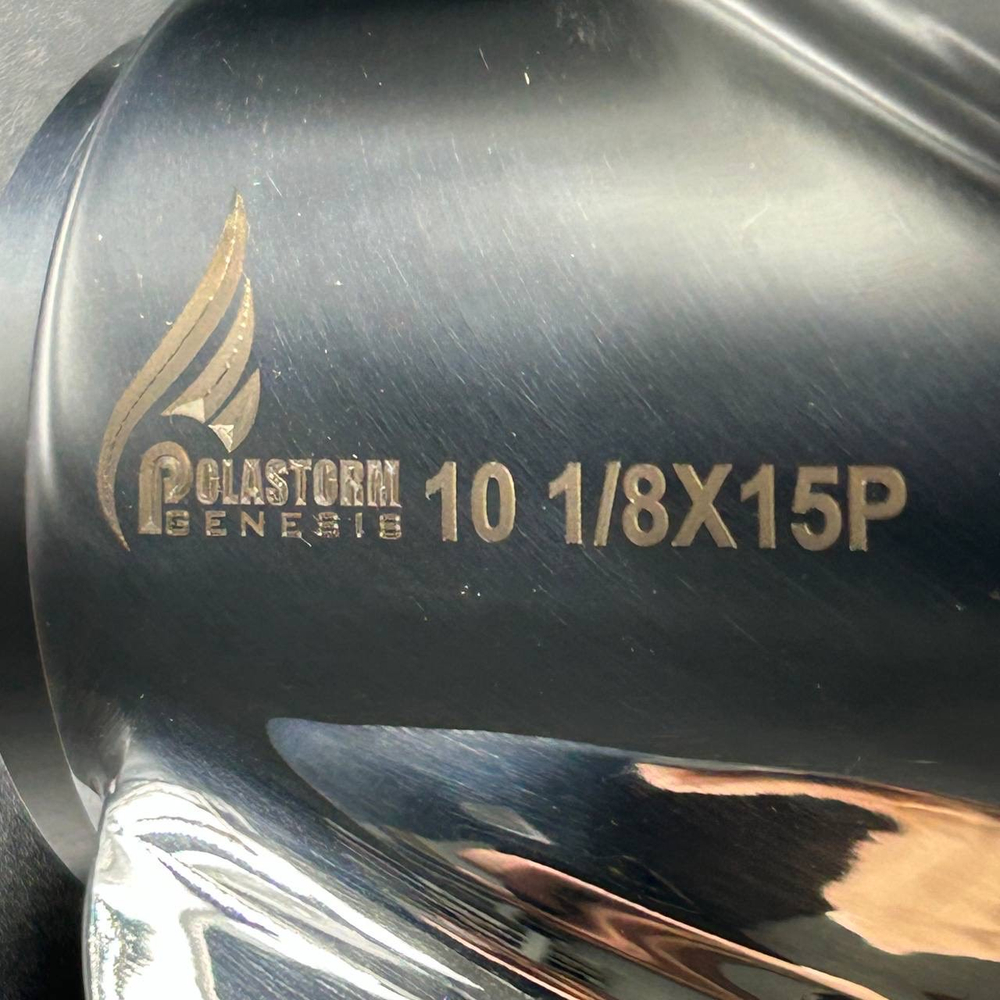 POLASTORM
GENESIS
10 1/8X15P